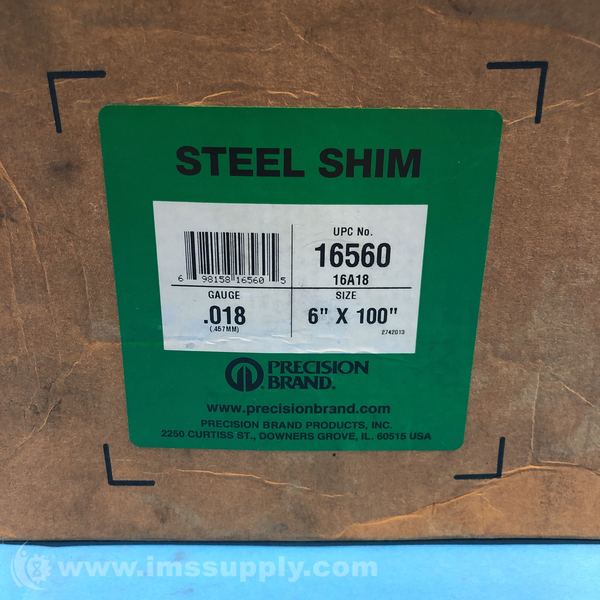 STEEL SHIM
6 98158 16560 5
UPC No.
16560
16A18
GAUGE
.018
(.457MM)
SIZE
6" X 100"
2742013
PRECISION
BRAND.
www.precisionbrand.com
PRECISION BRAND PRODUCTS, INC.
2250 CURTISS ST., DOWNERS GROVE, IL. 60515 USA
www.imssupply.com